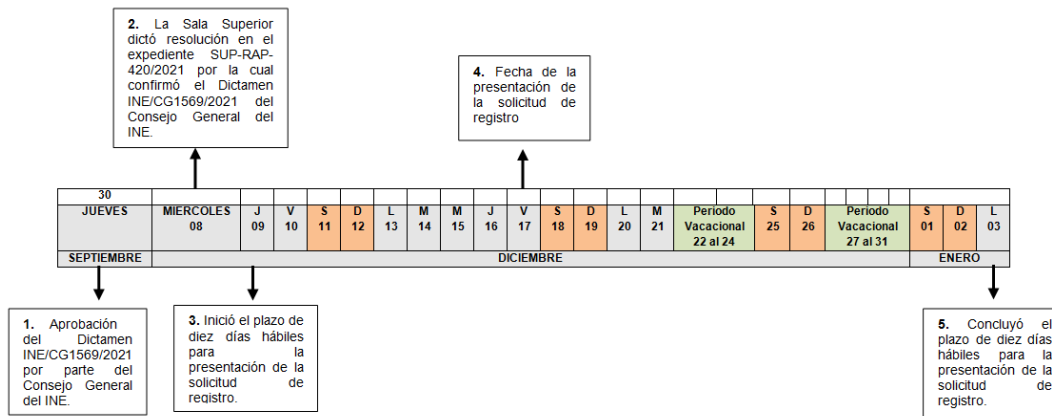 2. La Sala Superior
dictó resolución en el
expediente SUP-RAP-
420/2021 por la cual
confirmó el Dictamen
INE/CG1569/2021 del
Consejo General del
INE.
4. Fecha de la
presentación de
la solicitud de
registro
30
JUEVES MIERCOLES J V S D L M M J V S D L M Periodo S D Periodo S D L
08 09 10 11 12 13 14 15 16 17 18 19 20 21 Vacacional 25 26 Vacacional 01 02 03
22 al 24 27 al 31
SEPTIEMBRE DICIEMBRE ENERO
1. Aprobación
del Dictamen
INE/CG1569/2021
por parte del
Consejo General
del INE.
3. Inició el plazo de
diez días hábiles
para la
presentación de la
solicitud de
registro.
5. Concluyó el
plazo de diez días
hábiles para la
presentación de la
solicitud de
registro.